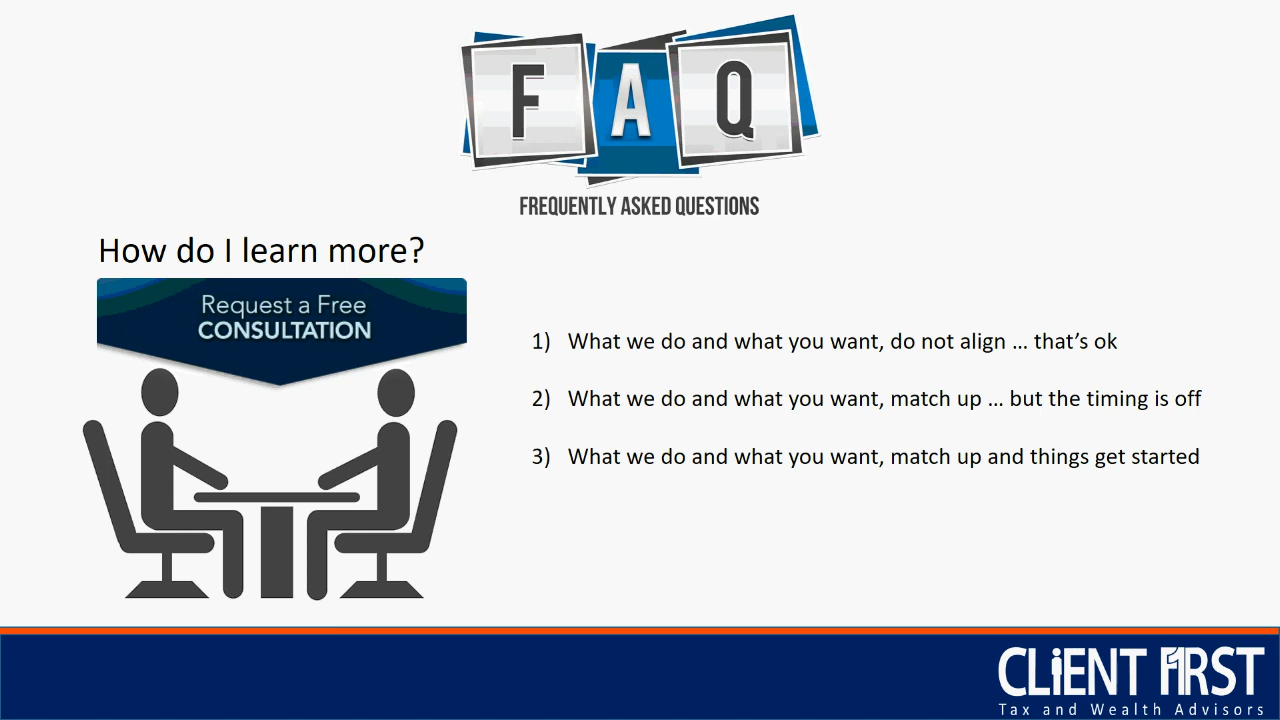 FAQ
FREQUENTLY ASKED QUESTIONS
How do I learn more?
Request a Free
CONSULTATION
1) What we do and what you want, do not align ... that’s ok
2) What we do and what you want, match up ... but the timing is off
3) What we do and what you want, match up and things get started
CLiENT F1RST
Tax and Wealth Advisors